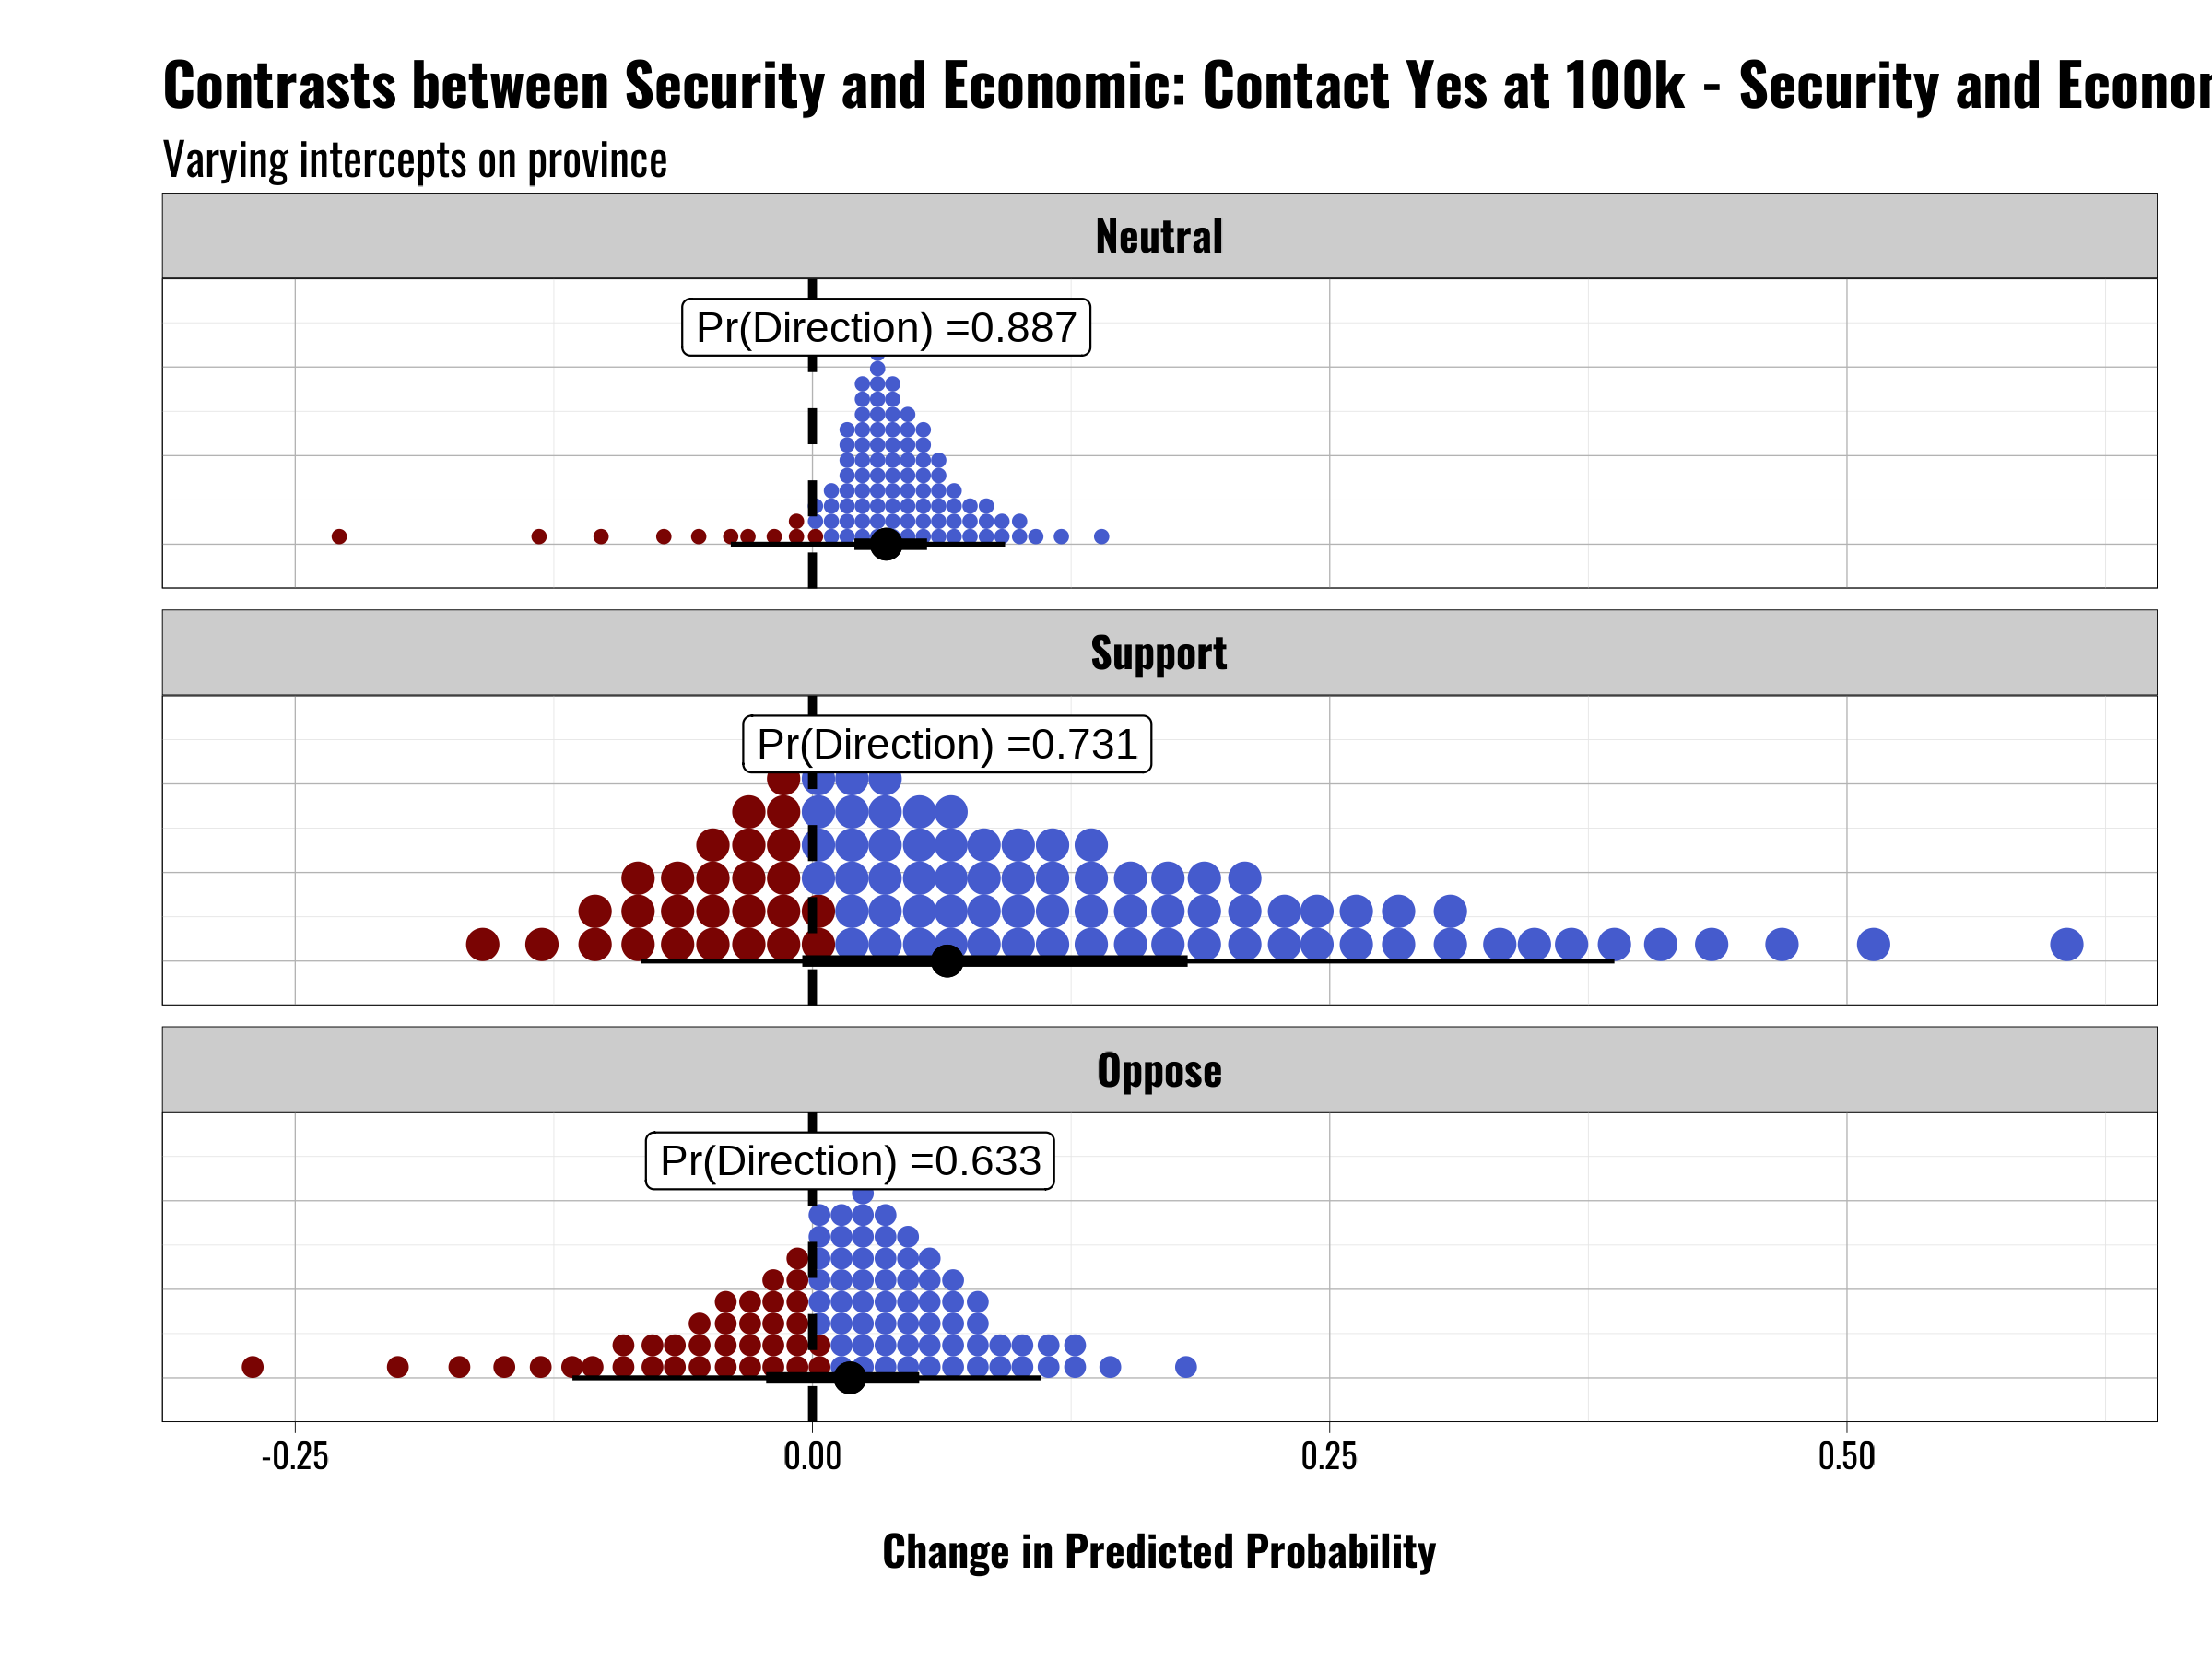 Contrasts between Security and Economic: Contact Yes at 100k - Security and
Varying intercepts on province
Neutral
Pr(Direction) =0.887
Support
Pr(Direction) =0.731
Oppose
Pr(Direction) =0.633
-0.25 0.00 0.25 0.50
Change in Predicted Probability